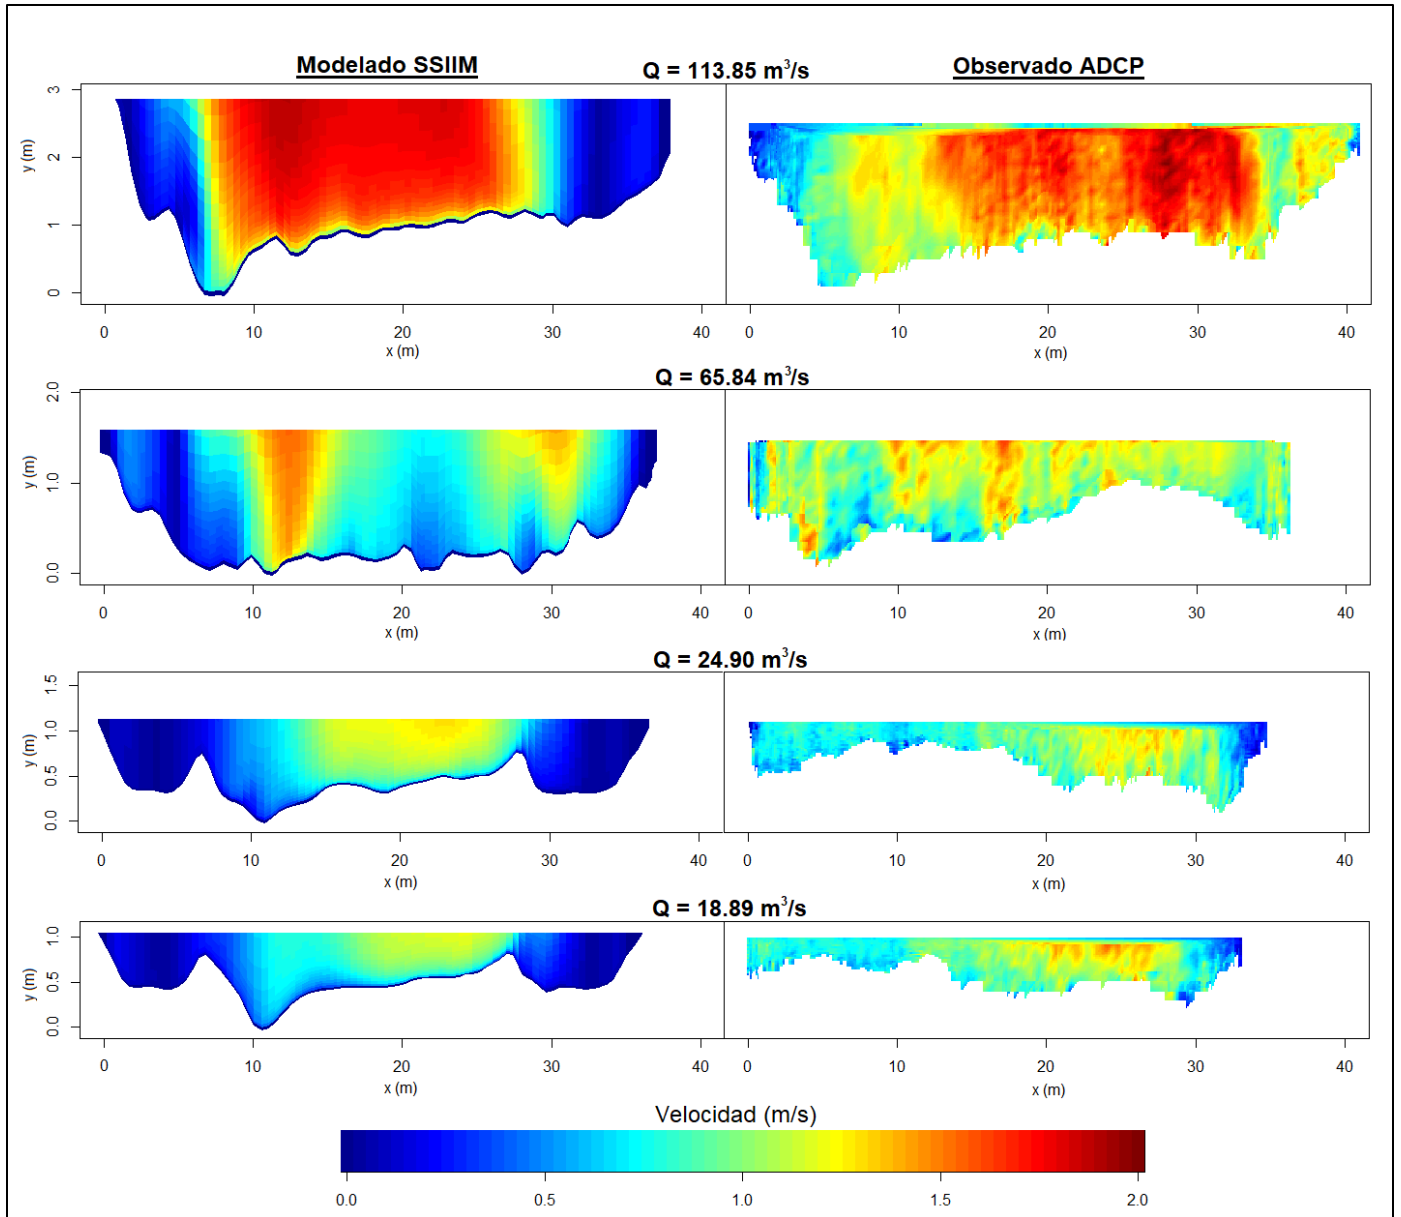 Modelado SSIIM
Q = 113.85 m³/s
Observado ADCP
y (m)
3
2
1
0
0 10 20 30 40
x (m)
0 10 20 30 40
x (m)
Q = 65.84 m³/s
y (m)
2.0
1.0
0.0
0 10 20 30 40
x (m)
0 10 20 30 40
x (m)
Q = 24.90 m³/s
y (m)
1.5
1.0
0.5
0.0
0 10 20 30 40
x (m)
0 10 20 30 40
x (m)
Q = 18.89 m³/s
y (m)
1.0
0.5
0.0
0 10 20 30 40
x (m)
0 10 20 30 40
x (m)
Velocidad (m/s)
0.0 0.5 1.0 1.5 2.0